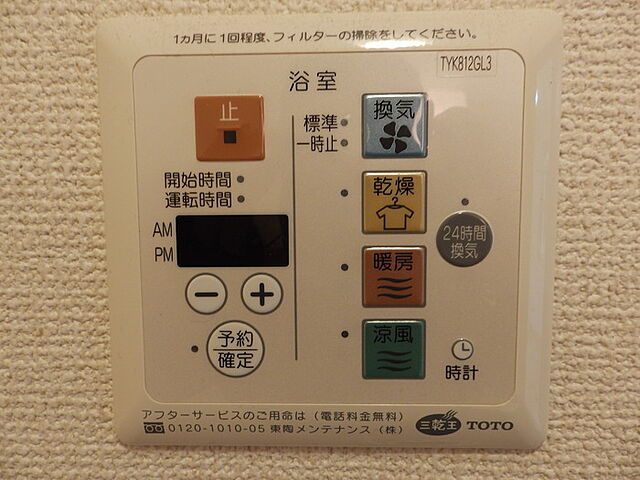 1カ月に1回程度、フィルターの掃除をしてください。
TYK812GL3
浴室
止
換気
標準
一時止
開始時間
運転時間
乾燥
AM
PM
24時間
換気
暖房
− +
予約
確定
涼風
時計
アフターサービスのご用命は（電話料金無料）
0120-1010-05 東陶メンテナンス（株）
三乾王 TOTO